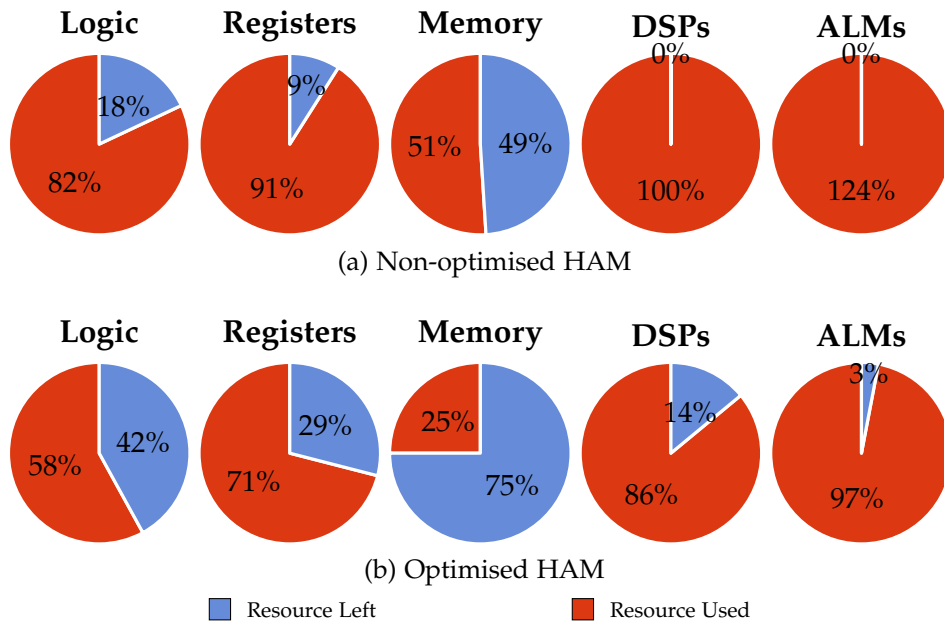 Logic Registers Memory DSPs ALMs
18% 82% 9% 91% 51% 49% 0% 100% 0% 124%
(a) Non-optimised HAM
Logic Registers Memory DSPs ALMs
42% 58% 29% 71% 25% 75% 14% 86% 3% 97%
(b) Optimised HAM
Resource Left Resource Used